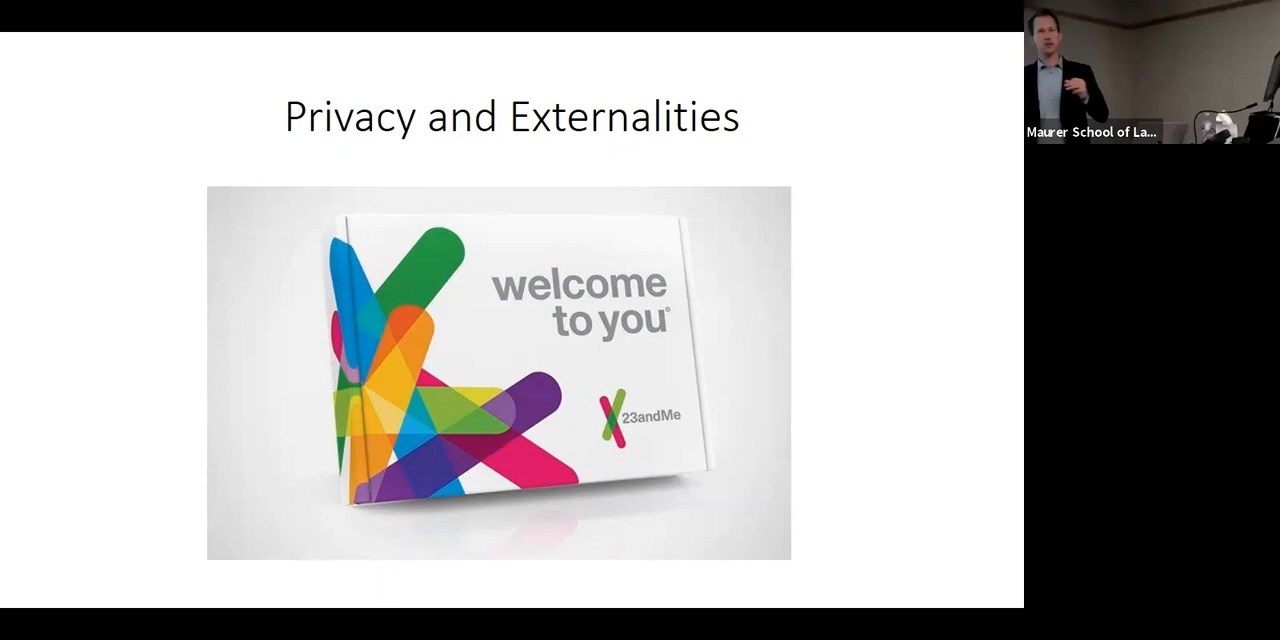 Privacy and Externalities
welcome
to you®
23andMe
Maurer School of La...